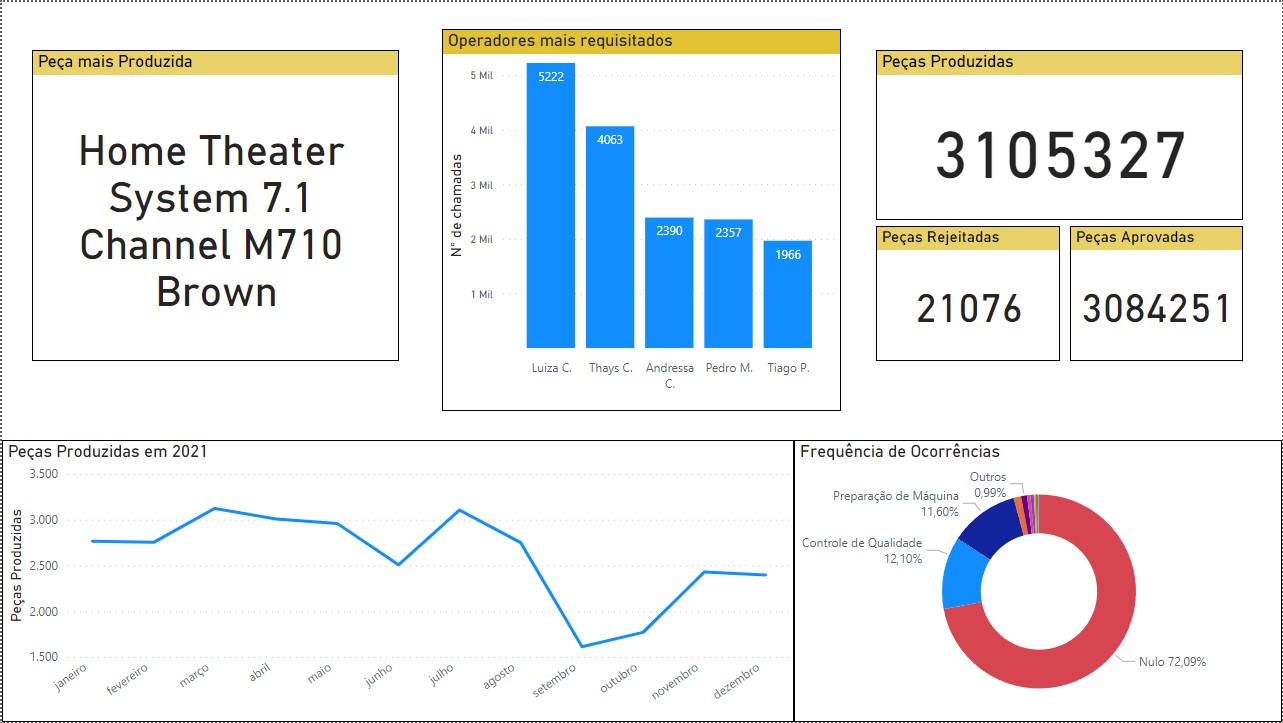 Peça mais Produzida
Home Theater
System 7.1
Channel M710
Brown
Operadores mais requisitados
N° de chamadas
5 Mil
4 Mil
3 Mil
2 Mil
1 Mil
5222
4063
2390
2357
1966
Luiza C.
Thays C.
Andressa
C.
Pedro M.
Tiago P.
Peças Produzidas
3105327
Peças Rejeitadas
21076
Peças Aprovadas
3084251
Peças Produzidas em 2021
Peças Produzidas
3.500
3.000
2.500
2.000
1.500
janeiro
fevereiro
março
abril
maio
junho
julho
agosto
setembro
outubro
novembro
dezembro
Frequência de Ocorrências
Outros
0,99%
Preparação de Máquina
11,60%
Controle de Qualidade
12,10%
Nulo 72,09%